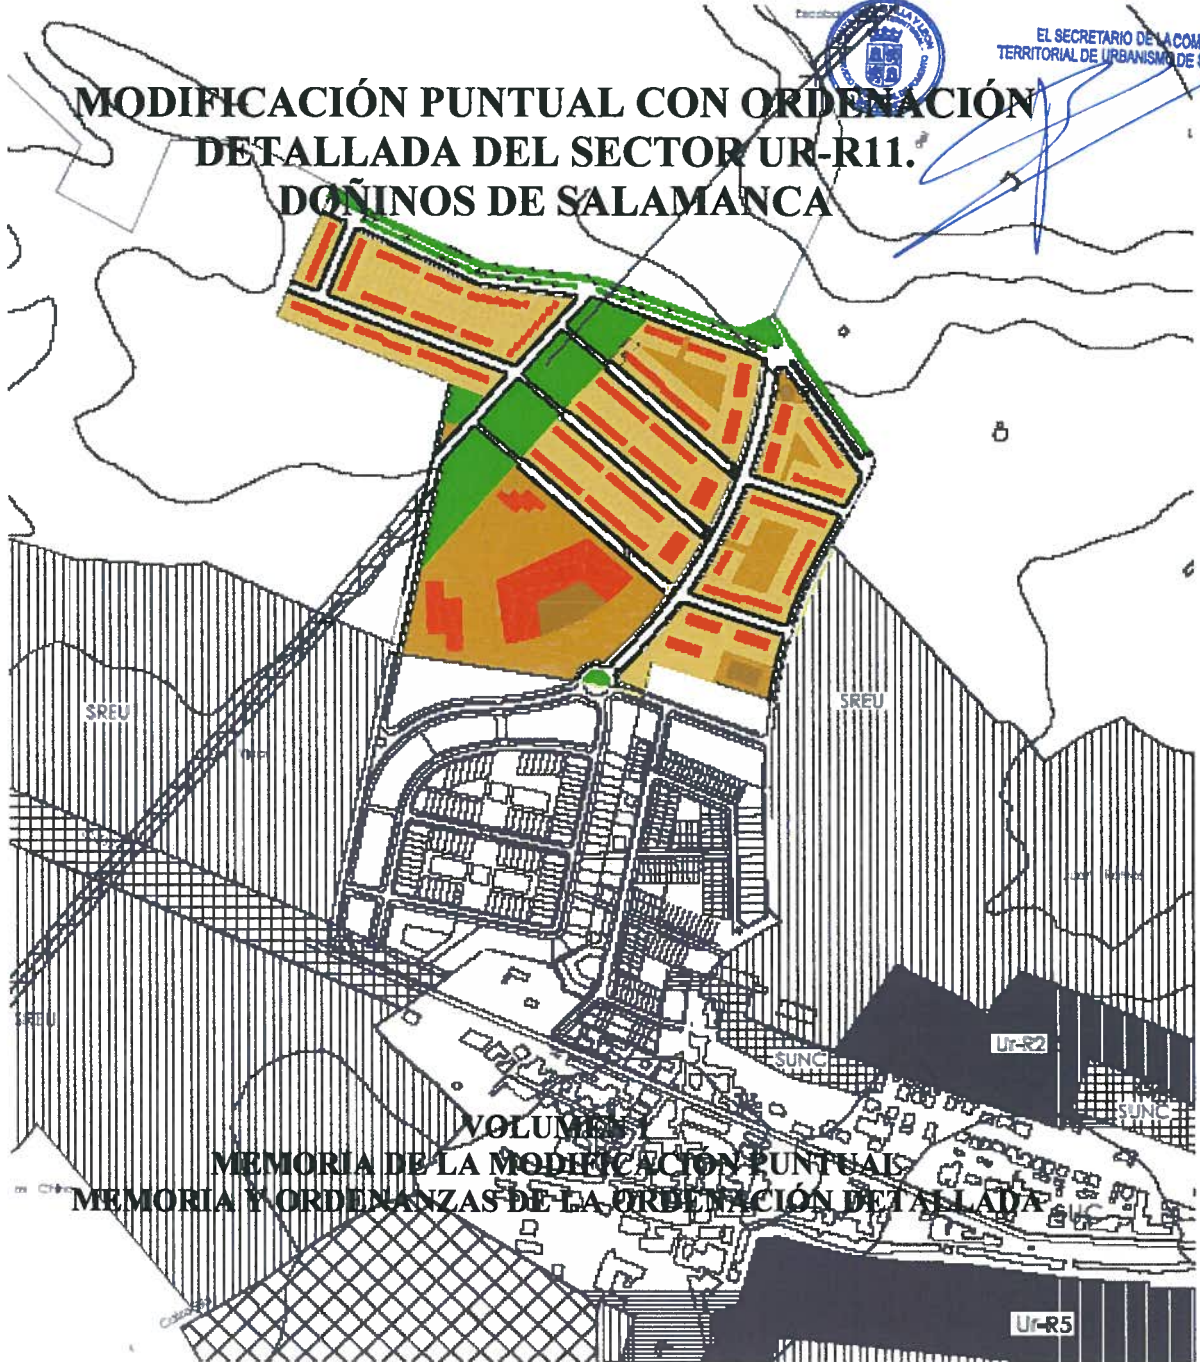 EL SECRETARIO DE LA COM
TERRITORIAL DE URBANISMO DE S
MODIFICACIÓN PUNTUAL CON ORDENACIÓN
DETALLADA DEL SECTOR UR-R11.
DOÑINOS DE SALAMANCA
SREU
SREU
SREU
Ur-R2
SUNC
SUNC
VOLUMEN I
MEMORIA DE LA MODIFICACIÓN PUNTUAL
MEMORIA Y ORDENANZAS DE LA ORDENACIÓN DETALLADA
SUC
Ur-R5